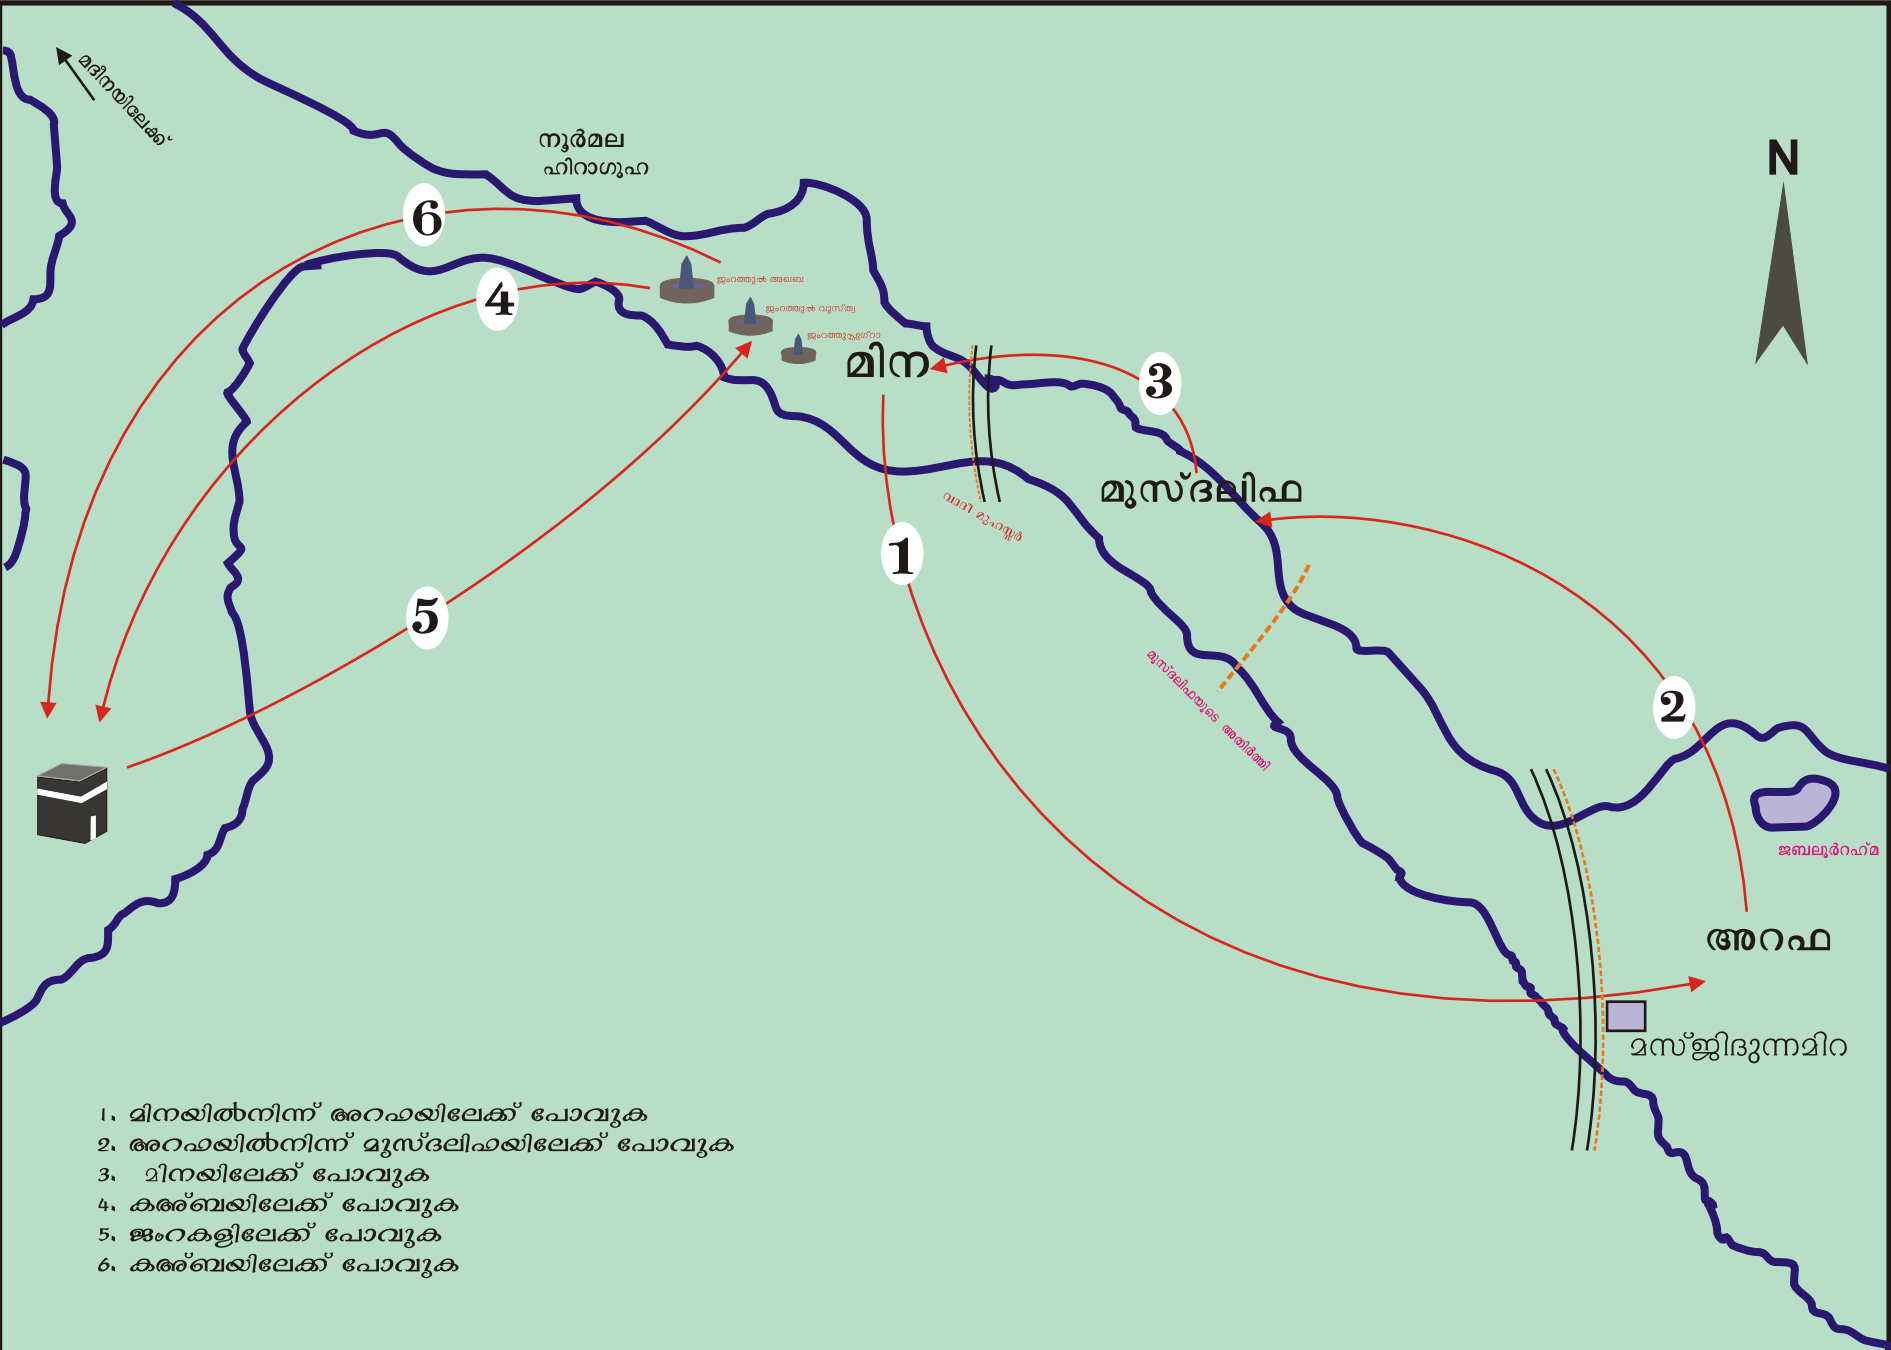 മദീനയിലേക്ക്
നൂർമല
ഹിറാഗുഹ
N
6
4
ജംറത്തുൽ അഖബ
ജംറത്തുൽ വുസ്ത്വ
മിന
3
മുസ്ദലിഫ
വാദീ മുഹസ്സർ
1
5
മുസ്ദലിഫയുടെ അതിർത്തി
2
ജബലുർറഹ്മ
അറഫ
മസ്ജിദുന്നമിറ
1. മിനയിൽനിന്ന് അറഫയിലേക്ക് പോവുക
2. അറഫയിൽനിന്ന് മുസ്ദലിഫയിലേക്ക് പോവുക
3. മിനയിലേക്ക് പോവുക
4. കഅ്ബയിലേക്ക് പോവുക
5. ജംറകളിലേക്ക് പോവുക
6. കഅ്ബയിലേക്ക് പോവുക